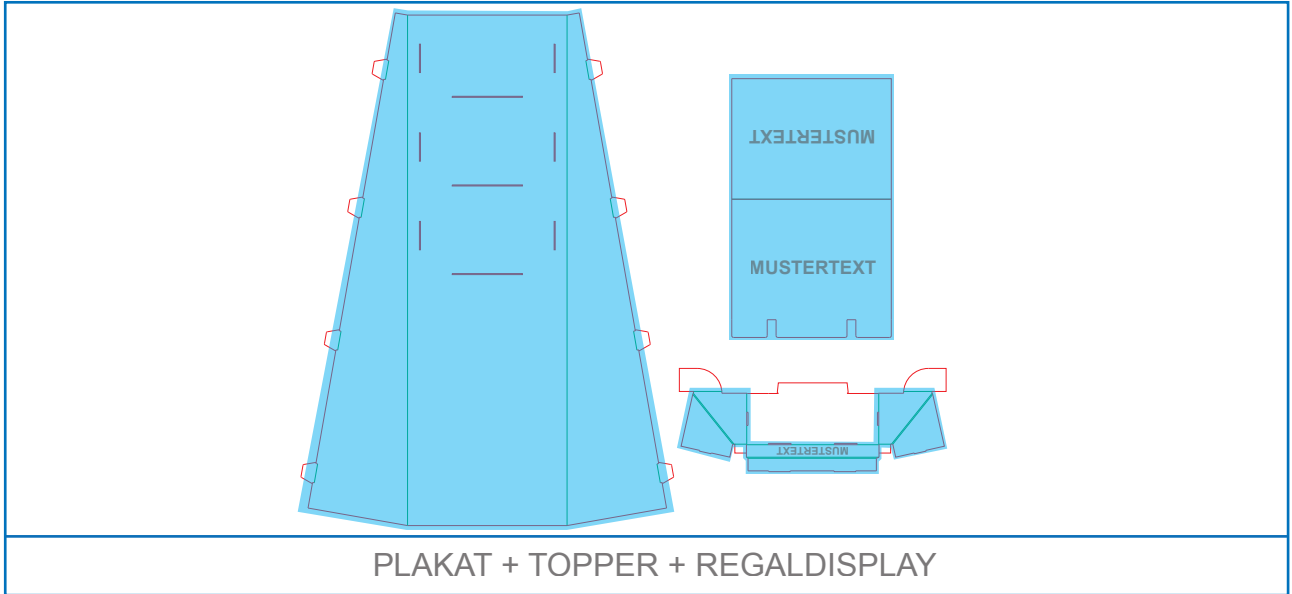 MUSTERTEXT
MUSTERTEXT
MUSTERTEXT
PLAKAT + TOPPER + REGALDISPLAY